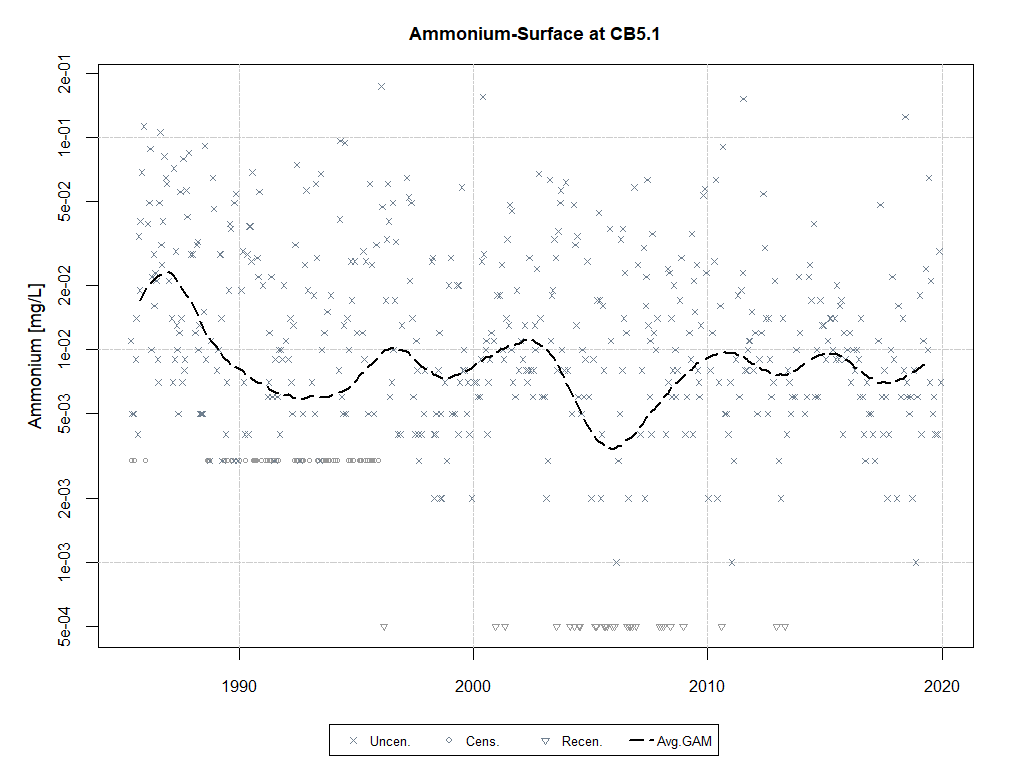 Ammonium-Surface at CB5.1
Ammonium [mg/L]
2e-01
1e-01
5e-02
2e-02
1e-02
5e-03
2e-03
1e-03
5e-04
1990 2000 2010 2020
Uncen. Cens. Recen. Avg.GAM